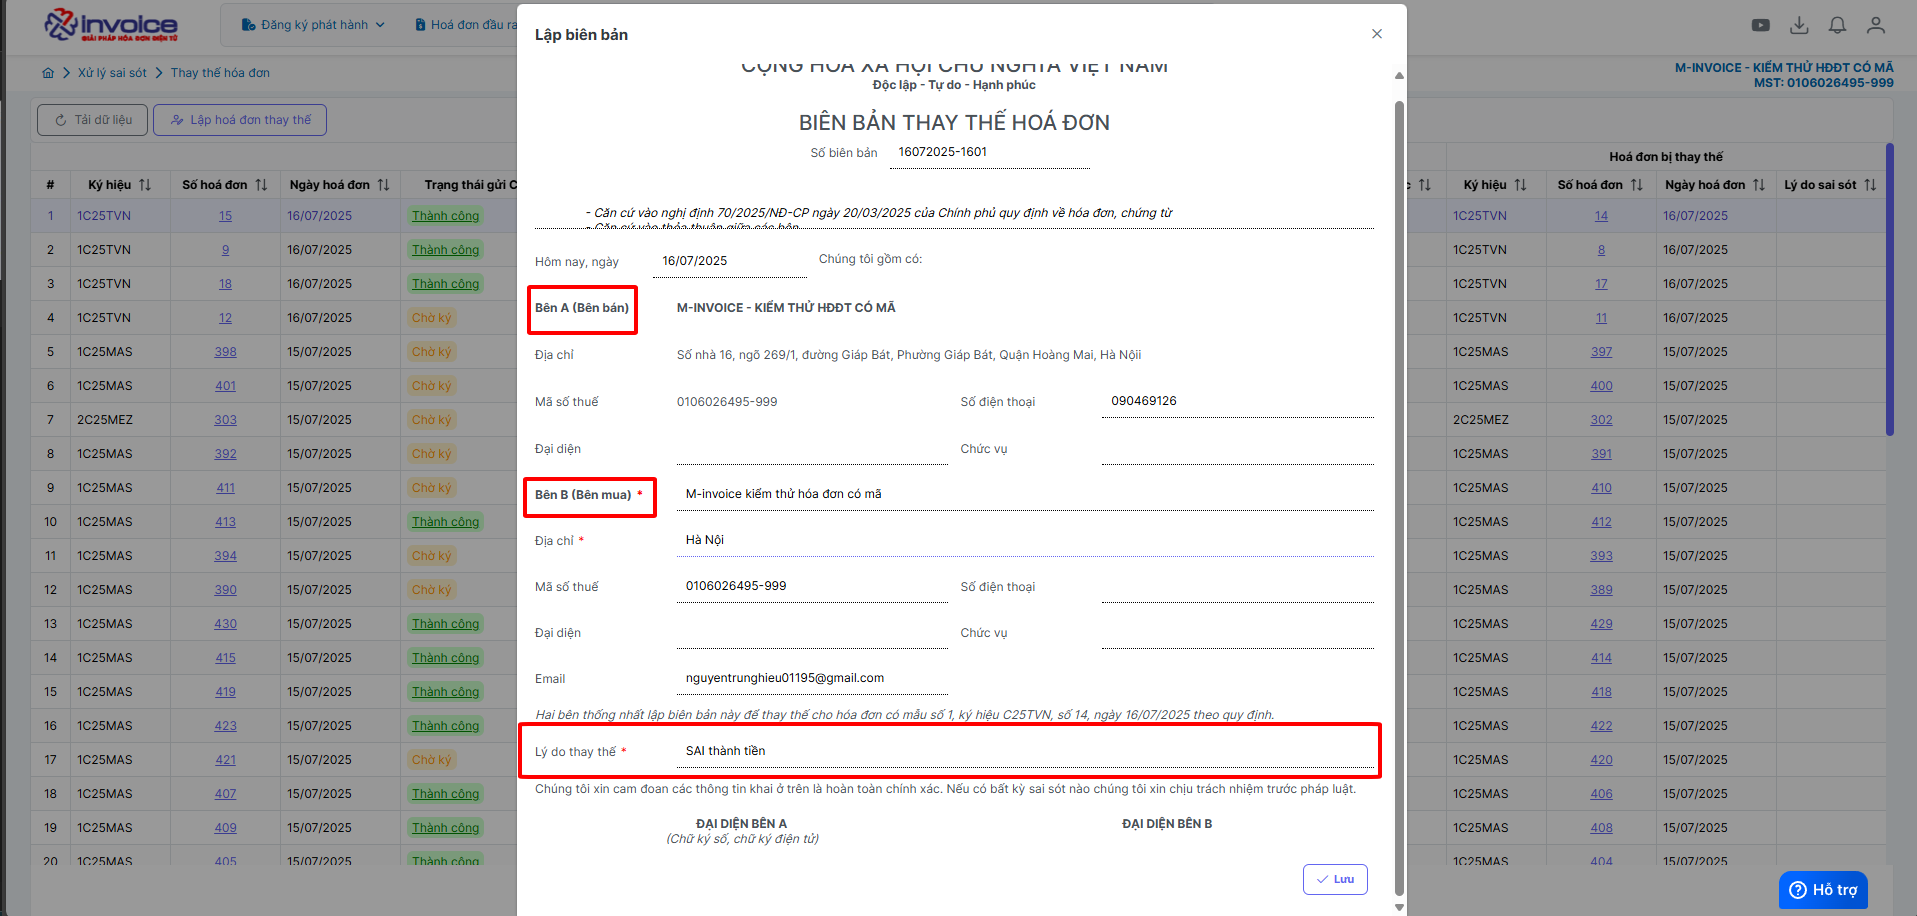 invoice
GIẢI PHÁP HÓA ĐƠN ĐIỆN TỬ
Đăng ký phát hành
Hoá đơn đầu ra
Xử lý sai sót
Thay thế hóa đơn
M-INVOICE - KIỂM THỬ HĐĐT CÓ MÃ
MST: 0106026495-999
Tải dữ liệu
Lập hoá đơn thay thế
Hoá đơn bị thay thế
# Ký hiệu Số hoá đơn Ngày hoá đơn Trạng thái gửi C
Ký hiệu Số hoá đơn Ngày hoá đơn Lý do sai sót
1 1C25TVN 15 16/07/2025 Thành công 1C25TVN 14 16/07/2025
2 1C25TVN 9 16/07/2025 Thành công 1C25TVN 8 16/07/2025
3 1C25TVN 18 16/07/2025 Thành công 1C25TVN 17 16/07/2025
4 1C25TVN 12 16/07/2025 Chờ ký 1C25TVN 11 16/07/2025
5 1C25MAS 398 15/07/2025 Chờ ký 1C25MAS 397 15/07/2025
6 1C25MAS 401 15/07/2025 Chờ ký 1C25MAS 400 15/07/2025
7 2C25MEZ 303 15/07/2025 Chờ ký 2C25MEZ 302 15/07/2025
8 1C25MAS 392 15/07/2025 Chờ ký 1C25MAS 391 15/07/2025
9 1C25MAS 411 15/07/2025 Chờ ký 1C25MAS 410 15/07/2025
10 1C25MAS 413 15/07/2025 Thành công 1C25MAS 412 15/07/2025
11 1C25MAS 394 15/07/2025 Chờ ký 1C25MAS 393 15/07/2025
12 1C25MAS 390 15/07/2025 Chờ ký 1C25MAS 389 15/07/2025
13 1C25MAS 430 15/07/2025 Thành công 1C25MAS 429 15/07/2025
14 1C25MAS 415 15/07/2025 Thành công 1C25MAS 414 15/07/2025
15 1C25MAS 419 15/07/2025 Thành công 1C25MAS 418 15/07/2025
16 1C25MAS 423 15/07/2025 Thành công 1C25MAS 422 15/07/2025
17 1C25MAS 421 15/07/2025 Chờ ký 1C25MAS 420 15/07/2025
18 1C25MAS 407 15/07/2025 Thành công 1C25MAS 406 15/07/2025
19 1C25MAS 409 15/07/2025 Thành công 1C25MAS 408 15/07/2025
20 1C25MAS 405 15/07/2025 Thành công 1C25MAS 404 15/07/2025
Lập biên bản
CỘNG HOÀ XÃ HỘI CHỦ NGHĨA VIỆT NAM
Độc lập - Tự do - Hạnh phúc
BIÊN BẢN THAY THẾ HOÁ ĐƠN
Số biên bản 16072025-1601
- Căn cứ vào nghị định 70/2025/NĐ-CP ngày 20/03/2025 của Chính phủ quy định về hóa đơn, chứng từ
- Căn cứ vào thỏa thuận giữa các bên
Hôm nay, ngày 16/07/2025 Chúng tôi gồm có:
Bên A (Bên bán) M-INVOICE - KIỂM THỬ HĐĐT CÓ MÃ
Địa chỉ Số nhà 16, ngõ 269/1, đường Giáp Bát, Phường Giáp Bát, Quận Hoàng Mai, Hà Nộii
Mã số thuế 0106026495-999 Số điện thoại 090469126
Đại diện Chức vụ
Bên B (Bên mua) * M-invoice kiểm thử hóa đơn có mã
Địa chỉ * Hà Nội
Mã số thuế 0106026495-999 Số điện thoại
Đại diện Chức vụ
Email nguyentrunghieu01195@gmail.com
Hai bên thống nhất lập biên bản này để thay thế cho hóa đơn có mẫu số 1, ký hiệu C25TVN, số 14, ngày 16/07/2025 theo quy định.
Lý do thay thế * SAI thành tiền
Chúng tôi xin cam đoan các thông tin khai ở trên là hoàn toàn chính xác. Nếu có bất kỳ sai sót nào chúng tôi xin chịu trách nhiệm trước pháp luật.
ĐẠI DIỆN BÊN A ĐẠI DIỆN BÊN B
(Chữ ký số, chữ ký điện tử)
Lưu
Hỗ trợ